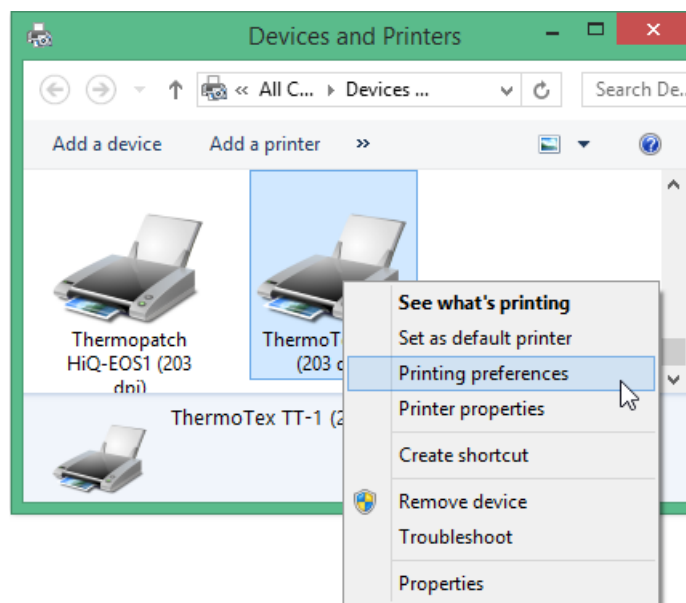 Devices and Printers
« All C... Devices ...
Search De...
Add a device Add a printer »
Thermopatch
HiQ-EOS1 (203
dpi)
ThermoT
(203
ThermoTex TT-1 (2
See what's printing
Set as default printer
Printing preferences
Printer properties
Create shortcut
Remove device
Troubleshoot
Properties